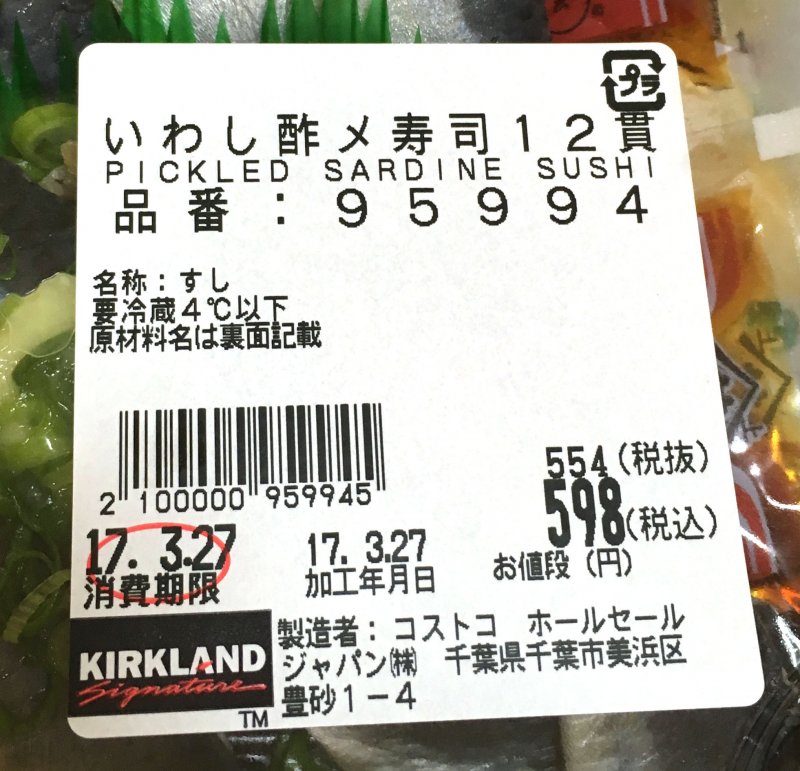 プラ
いわし酢〆寿司12貫
PICKLED SARDINE SUSHI
品番：95994
名称：すし
要冷蔵4℃以下
原材料名は裏面記載
2 100000 959945
554(税抜)
598(税込)
お値段 (円)
17. 3.27
消費期限
17. 3.27
加工年月日
KIRKLAND
Signature
TM
製造者：コストコ ホールセール
ジャパン㈱ 千葉県千葉市美浜区
豊砂1-4